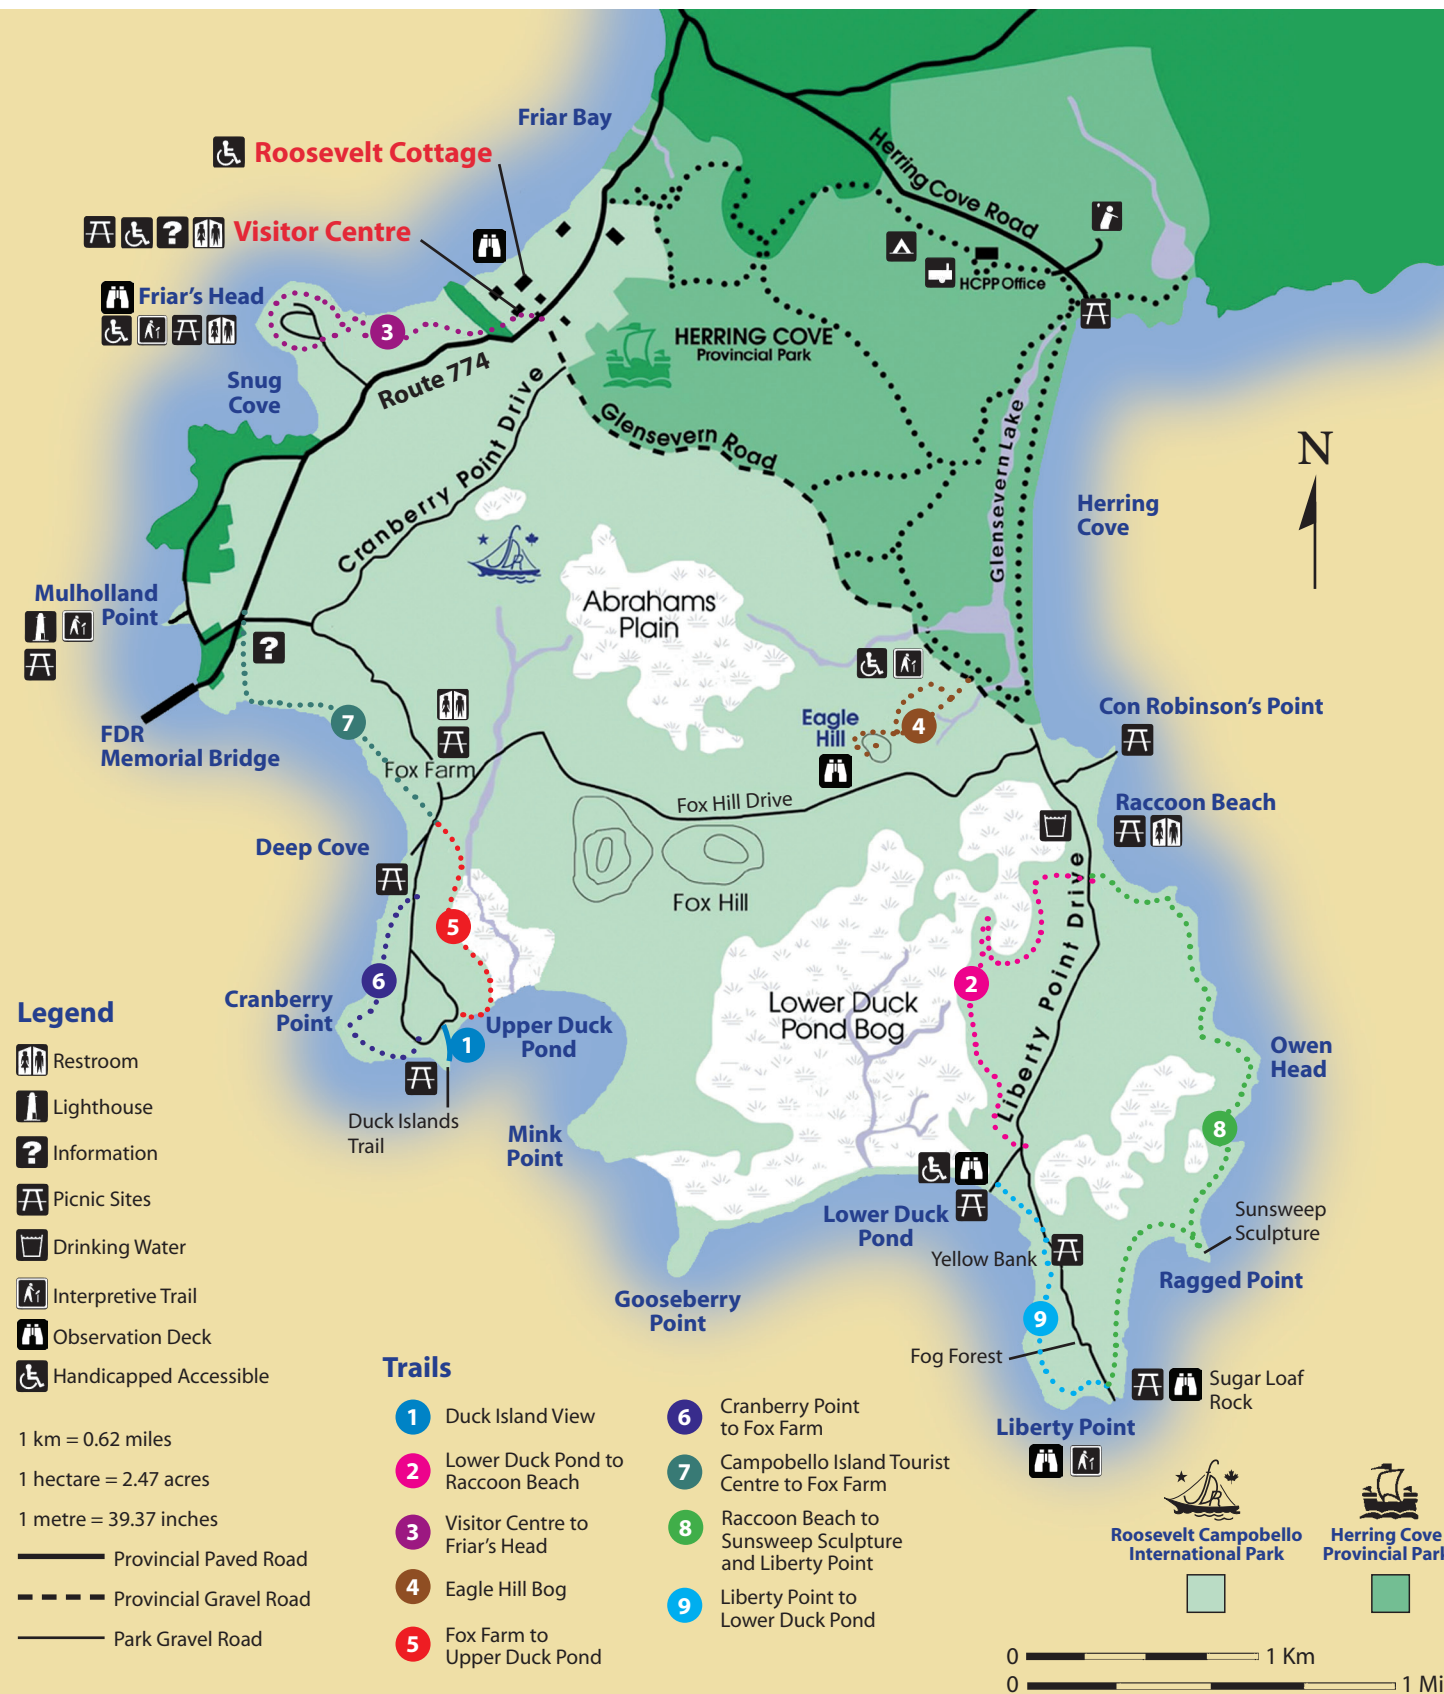 Friar Bay
Roosevelt Cottage
Herring Cove Road
? Visitor Centre
HCPP Office
Friar's Head
3
HERRING COVE
Provincial Park
Route 774
Snug
Cove
Cranberry Point Drive
Glensevern Road
Glensevern Lake
N
Herring
Cove
Abrahams
Plain
Mulholland
Point
?
Eagle
Hill
4
Con Robinson's Point
7
FDR
Memorial Bridge
Fox Farm
Fox Hill Drive
Raccoon Beach
Deep Cove
Fox Hill
Liberty Point Drive
5
6
2
Cranberry
Point
Lower Duck
Pond Bog
Legend
Upper Duck
Pond
1
Owen
Head
Restroom
Lighthouse
Duck Islands
Trail
Mink
Point
8
? Information
Picnic Sites
Lower Duck
Pond
Sunsweep
Sculpture
Drinking Water
Yellow Bank
Ragged Point
Interpretive Trail
Gooseberry
Point
9
Observation Deck
Fog Forest
Handicapped Accessible
Sugar Loaf
Rock
Liberty Point
Trails
1 Duck Island View
2 Lower Duck Pond to
Raccoon Beach
3 Visitor Centre to
Friar's Head
4 Eagle Hill Bog
5 Fox Farm to
Upper Duck Pond
6 Cranberry Point
to Fox Farm
7 Campobello Island Tourist
Centre to Fox Farm
8 Raccoon Beach to
Sunsweep Sculpture
and Liberty Point
9 Liberty Point to
Lower Duck Pond
1 km = 0.62 miles
1 hectare = 2.47 acres
1 metre = 39.37 inches
Provincial Paved Road
Provincial Gravel Road
Park Gravel Road
Roosevelt Campobello
International Park
Herring Cove
Provincial Park
0 1 Km
0 1 Mi